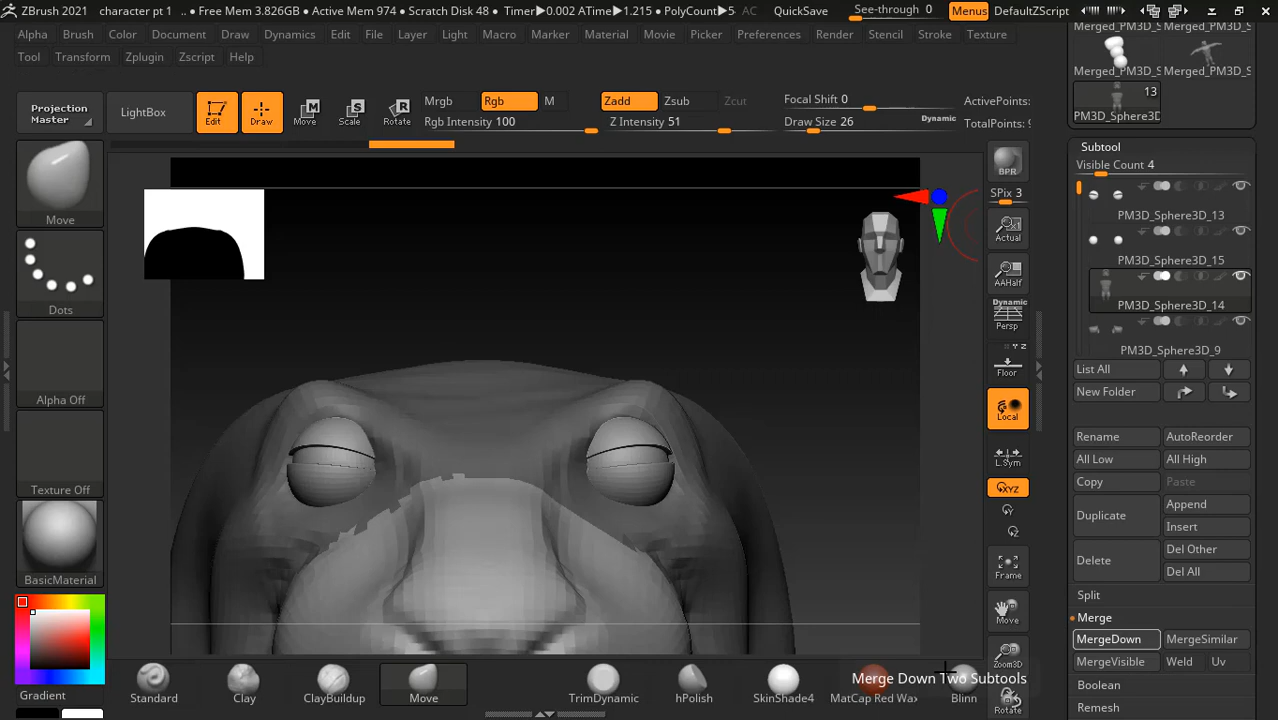 ZBrush 2021 character pt 1 .. • Free Mem 3.826GB • Active Mem 974 • Scratch Disk 48 • Timer▶0.002 ATime▶1.215 • PolyCount▶5 AC QuickSave See-through 0 Menus DefaultZScript
Alpha Brush Color Document Draw Dynamics Edit File Layer Light Macro Marker Material Movie Picker Preferences Render Stencil Stroke Texture
Tool Transform Zplugin Zscript Help
Projection Master
LightBox
Edit
Draw
Move
Scale
Rotate
Mrgb Rgb M
Rgb Intensity 100
Zadd Zsub Zcut
Z Intensity 51
Focal Shift 0
Draw Size 26
Dynamic
ActivePoints:
TotalPoints: 9
Move
Dots
Alpha Off
Texture Off
BasicMaterial
Gradient
BPR
SPix 3
Actual
AAHalf
Dynamic
Persp
Floor
Local
L.Sym
XYZ
Y
Z
Frame
Move
Zoom3D
Rotate
Merged_PM3D_S Merged_PM3D_S
Merged_PM3D_S Merged_PM3D_S
13
PM3D_Sphere3D
Subtool
Visible Count 4
PM3D_Sphere3D_13
PM3D_Sphere3D_15
PM3D_Sphere3D_14
PM3D_Sphere3D_9
List All
New Folder
Rename AutoReorder
All Low All High
Copy Paste
Duplicate Append
Insert
Delete Del Other
Del All
Split
Merge
MergeDown MergeSimilar
MergeVisible Weld Uv
Boolean
Remesh
Merge Down Two Subtools
Standard Clay ClayBuildup Move TrimDynamic hPolish SkinShade4 MatCap Red Wax Blinn